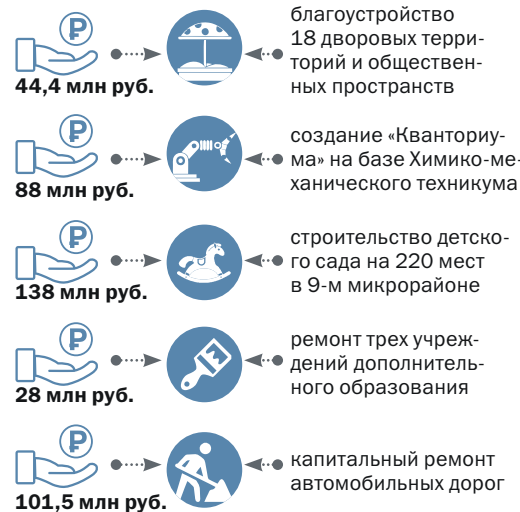 благоустройство
18 дворовых терри-
торий и обществен-
ных пространств
44,4 млн руб.
создание «Кванториу-
ма» на базе Химико-ме-
ханического техникума
88 млн руб.
строительство детско-
го сада на 220 мест
в 9-м микрорайоне
138 млн руб.
ремонт трех учреж-
дений дополнитель-
ного образования
28 млн руб.
капитальный ремонт
автомобильных дорог
101,5 млн руб.